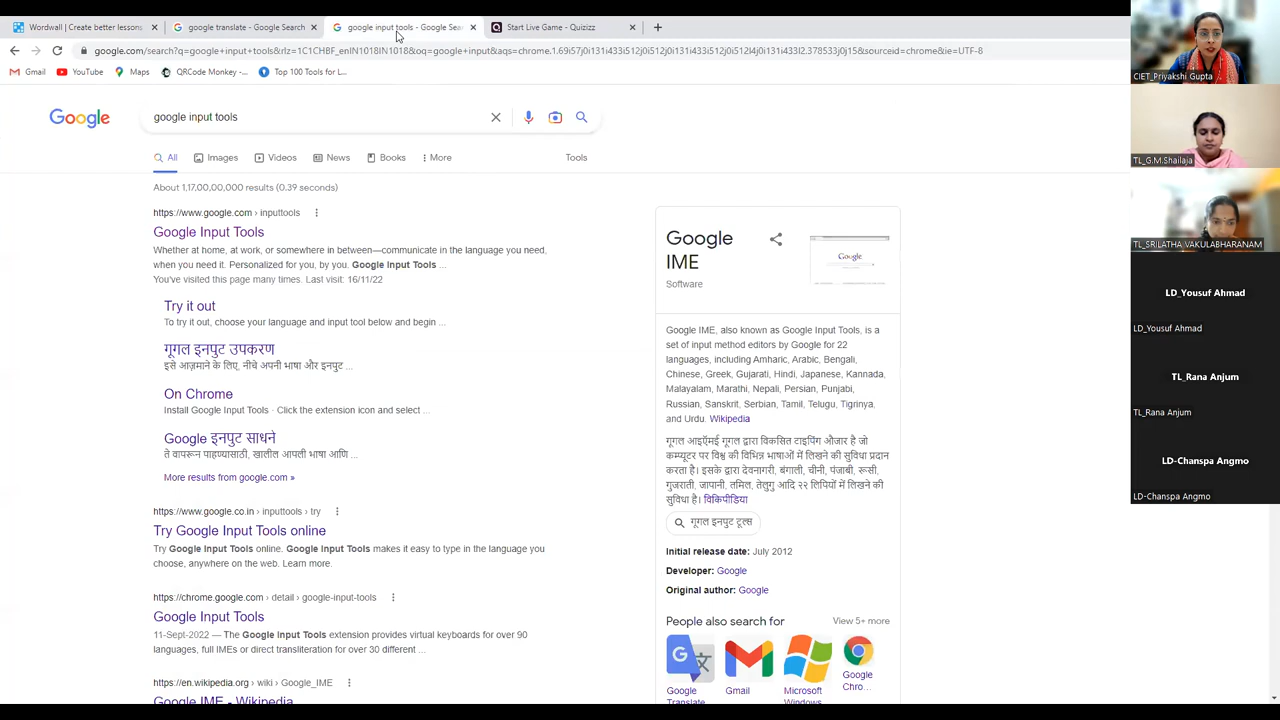 Wordwall | Create better lessons
google translate - Google Search
google input tools - Google Sear
Start Live Game - Quizizz
google.com/search?q=google+input+tools&rlz=1C1CHBF_enIN1018IN1018&oq=google+input&aqs=chrome.1.69i57j0i131i433i512j0i512l4j0i131i433l2.378533j0j15&sourceid=chrome&ie=UTF-8
Gmail
YouTube
Maps
QRCode Monkey -...
Top 100 Tools for L...
Google
google input tools
All
Images
Videos
News
Books
More
Tools
About 1,17,00,00,000 results (0.39 seconds)
https://www.google.com › inputtools
Google Input Tools
Whether at home, at work, or somewhere in between—communicate in the language you need,
when you need it. Personalized for you, by you. Google Input Tools ...
You've visited this page many times. Last visit: 16/11/22
Try it out
To try it out, choose your language and input tool below and begin ...
गूगल इनपुट उपकरण
इसे आज़माने के लिए, नीचे अपनी भाषा और इनपुट ...
On Chrome
Install Google Input Tools · Click the extension icon and select ...
Google इनपुट साधने
ते वापरून पाहण्यासाठी, खालील आपली भाषा आणि ...
More results from google.com »
https://www.google.co.in › inputtools › try
Try Google Input Tools online
Try Google Input Tools online. Google Input Tools makes it easy to type in the language you
choose, anywhere on the web. Learn more.
https://chrome.google.com › detail › google-input-tools
Google Input Tools
11-Sept-2022 — The Google Input Tools extension provides virtual keyboards for over 90
languages, full IMEs or direct transliteration for over 30 different ...
https://en.wikipedia.org › wiki › Google_IME
Google IME - Wikipedia
Google
IME
Software
Google
Google IME, also known as Google Input Tools, is a
set of input method editors by Google for 22
languages, including Amharic, Arabic, Bengali,
Chinese, Greek, Gujarati, Hindi, Japanese, Kannada,
Malayalam, Marathi, Nepali, Persian, Punjabi,
Russian, Sanskrit, Serbian, Tamil, Telugu, Tigrinya,
and Urdu. Wikipedia
गूगल आइऍमई गूगल द्वारा विकसित टाइपिंग औजार है जो
कम्प्यूटर पर विश्व की विभिन्न भाषाओं में लिखने की सुविधा प्रदान
करता है। इसके द्वारा देवनागरी, बंगाली, चीनी, पंजाबी, रूसी,
गुजराती, जापानी, तमिल, तेलुगु आदि २२ लिपियों में लिखने की
सुविधा है। विकिपीडिया
गूगल इनपुट टूल्स
Initial release date: July 2012
Developer: Google
Original author: Google
People also search for
View 5+ more
Google
Translate
Gmail
Microsoft
Windows
Google
Chro...
CIET_Priyakshi Gupta
TL_G.M.Shailaja
TL_SRILATHA VAKULABHARANAM
LD_Yousuf Ahmad
LD_Yousuf Ahmad
TL_Rana Anjum
TL_Rana Anjum
LD-Chanspa Angmo
LD-Chanspa Angmo